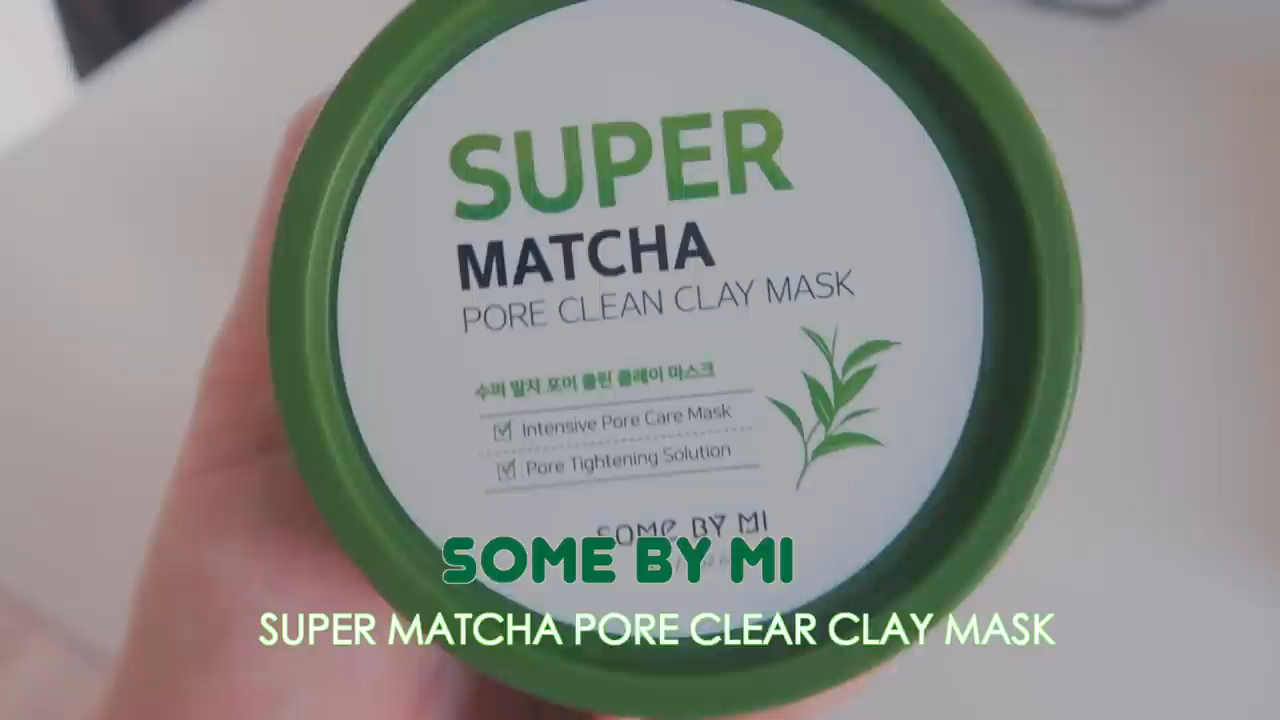 SUPER
MATCHA
PORE CLEAN CLAY MASK
수퍼 말차 포어 클린 클레이 마스크
Intensive Pore Care Mask
Pore Tightening Solution
SOME BY MI
SOME BY MI
SUPER MATCHA PORE CLEAR CLAY MASK